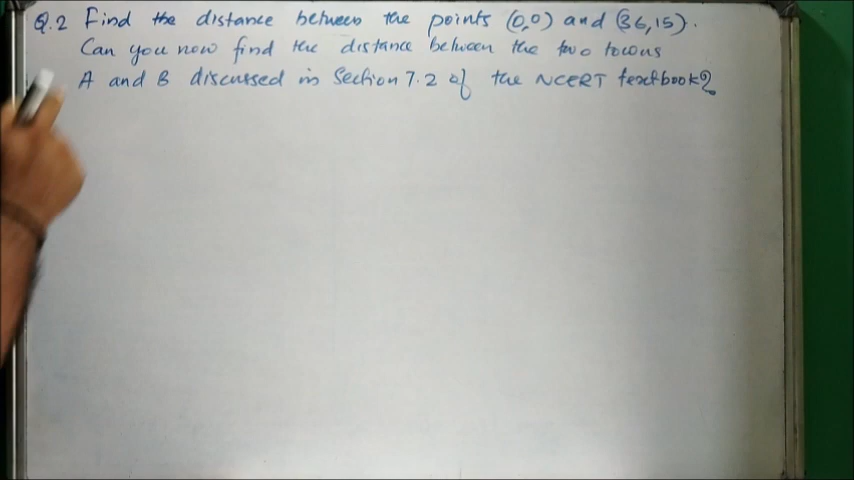 Q.2 Find the distance between the points (0,0) and (36,15).
Can you now find the distance between the two towns
A and B discussed in Section 7.2 of the NCERT textbook?